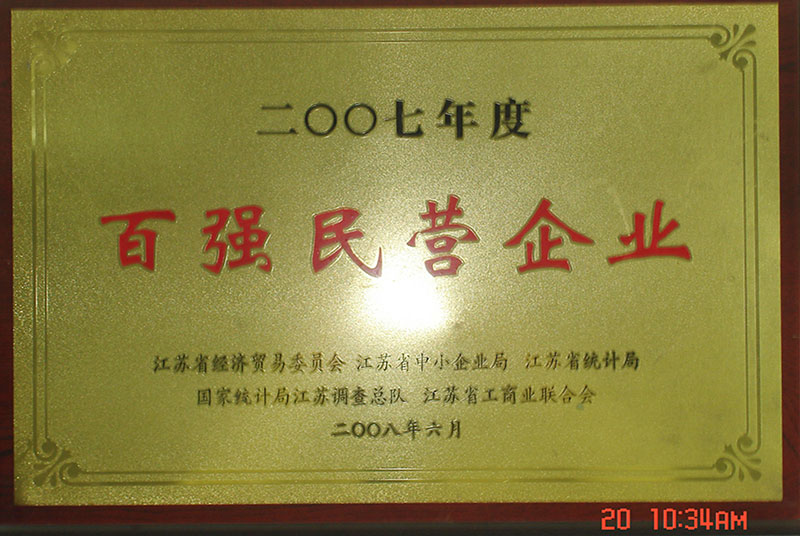 二〇〇七年度
百强民营企业
江苏省经济贸易委员会 江苏省中小企业局 江苏省统计局
国家统计局江苏调查总队 江苏省工商业联合会
二〇〇八年六月
20 10:34AM